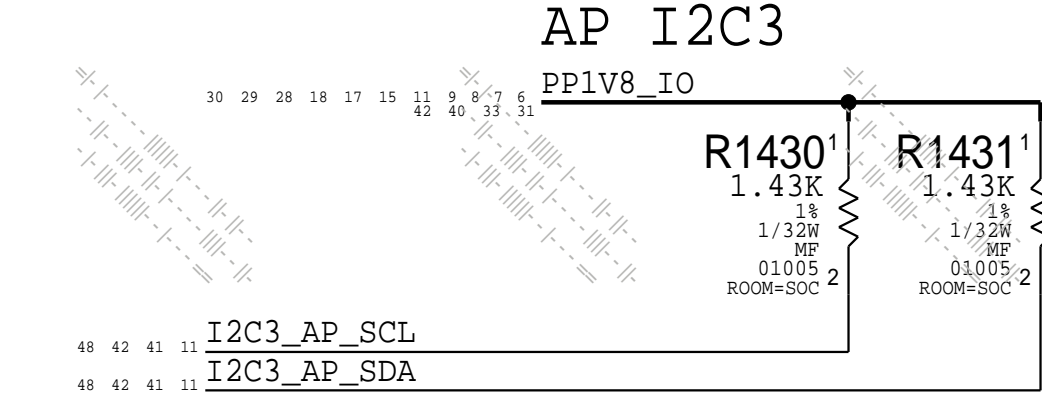 AP I2C3
PP1V8_IO
30 29 28 18 17 15 11 9 8 7 6
42 40 33 31
R1430 1
1.43K
1%
1/32W
MF
01005 2
ROOM=SOC
R1431 1
1.43K
1%
1/32W
MF
01005 2
ROOM=SOC
48 42 41 11 I2C3_AP_SCL
48 42 41 11 I2C3_AP_SDA